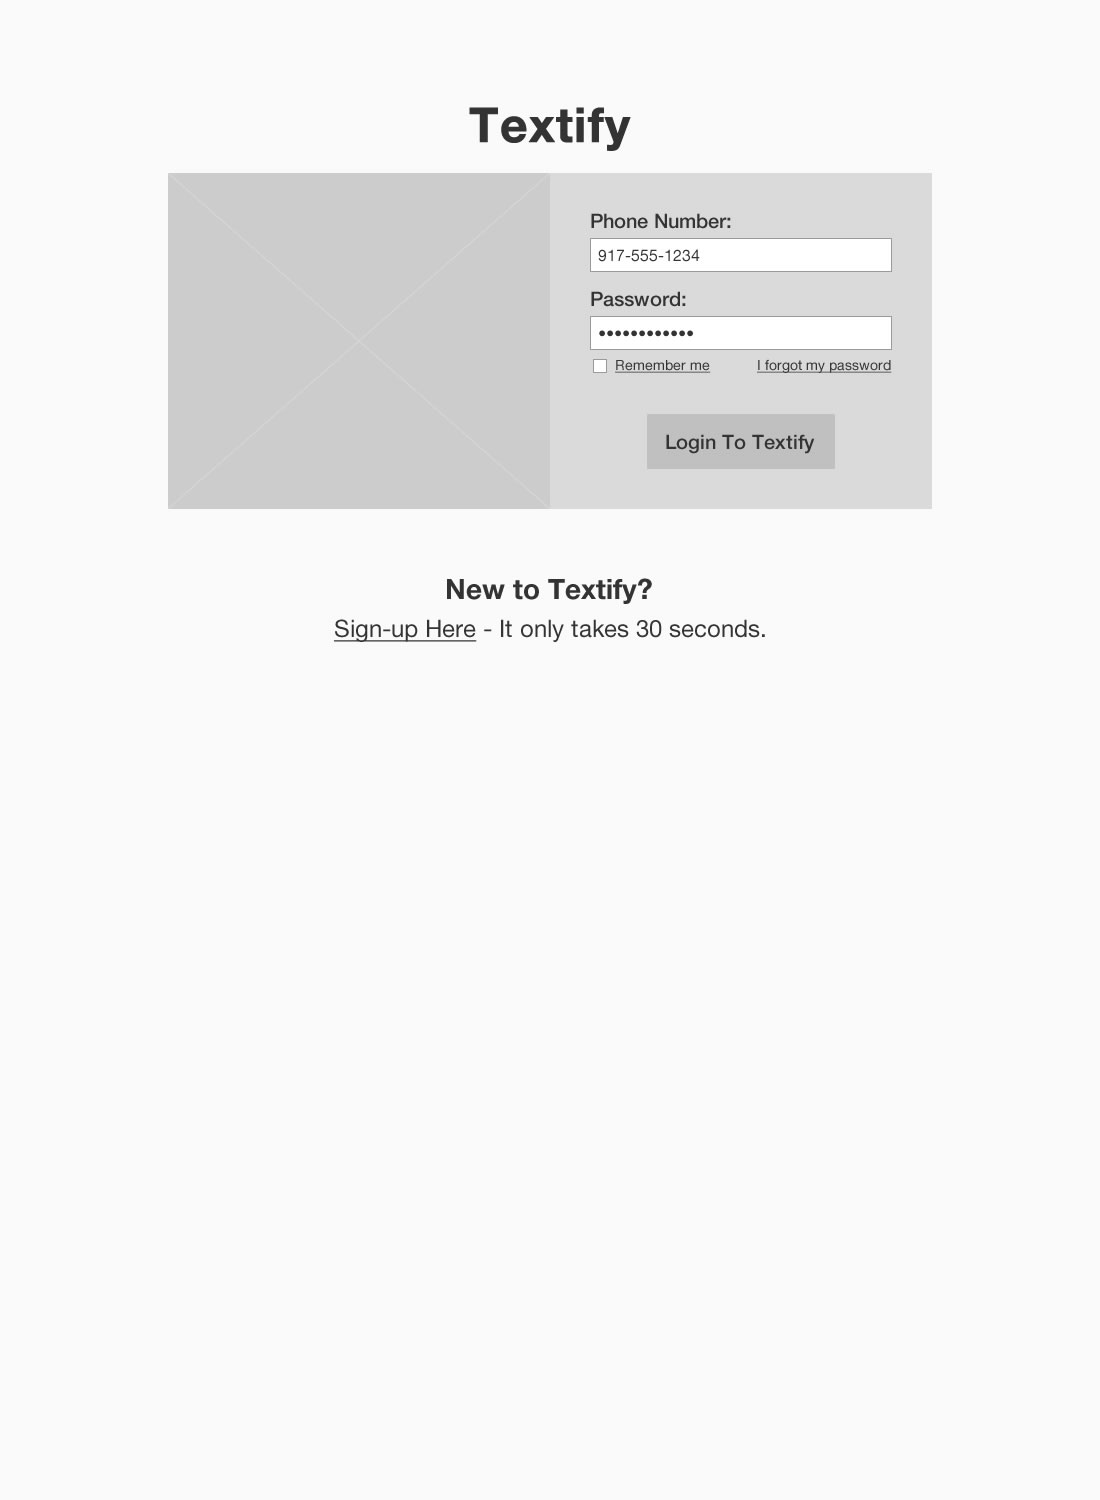 Textify
Phone Number:
917-555-1234
Password:
••••••••••••
Remember me
I forgot my password
Login To Textify
New to Textify?
Sign-up Here - It only takes 30 seconds.